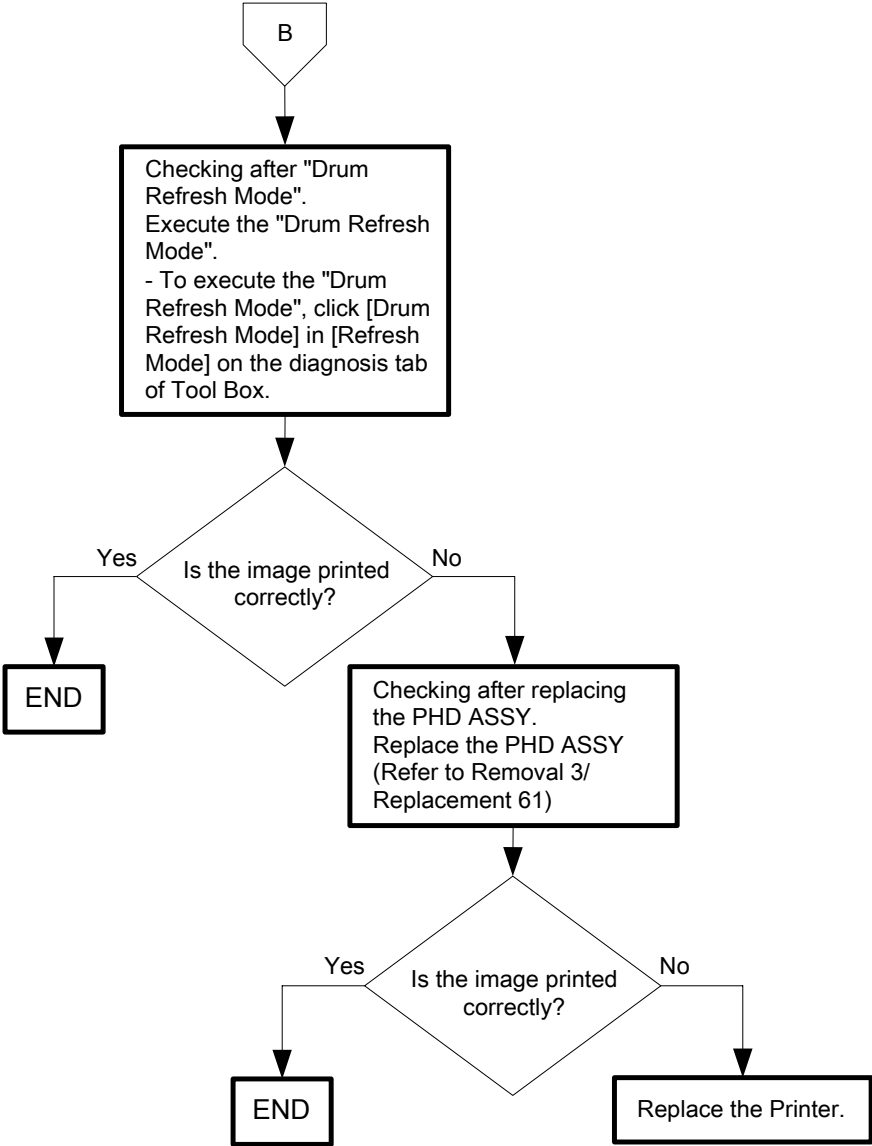 B
Checking after "Drum
Refresh Mode".
Execute the "Drum Refresh
Mode".
- To execute the "Drum
Refresh Mode", click [Drum
Refresh Mode] in [Refresh
Mode] on the diagnosis tab
of Tool Box.
Yes
No
Is the image printed
correctly?
END
Checking after replacing
the PHD ASSY.
Replace the PHD ASSY
(Refer to Removal 3/
Replacement 61)
Yes
No
Is the image printed
correctly?
END
Replace the Printer.